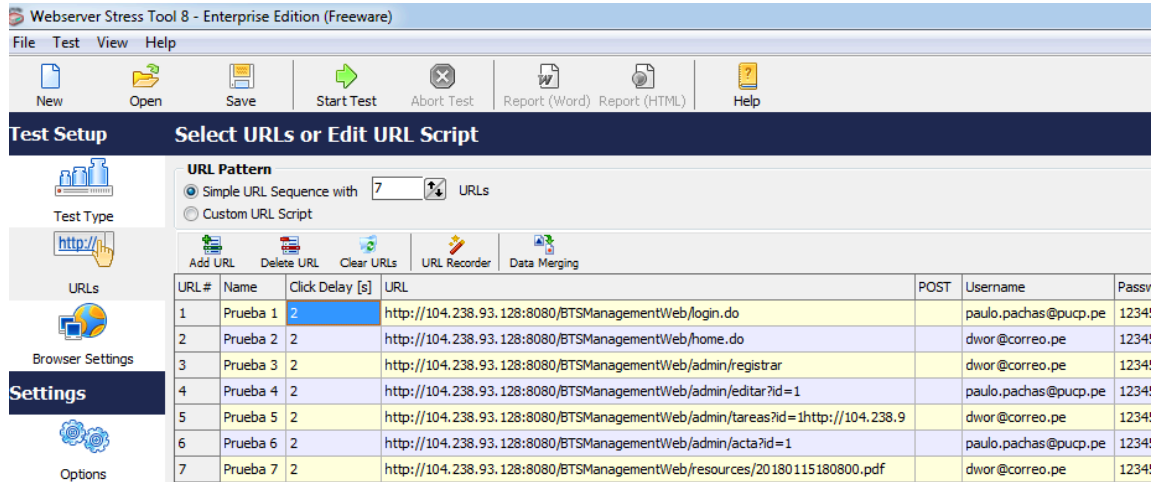 Webserver Stress Tool 8 - Enterprise Edition (Freeware)
File Test View Help
New Open Save Start Test Abort Test Report (Word) Report (HTML) Help
Test Setup
Select URLs or Edit URL Script
URL Pattern
Simple URL Sequence with 7 URLs
Custom URL Script
Test Type
http://
URLs
Add URL Delete URL Clear URLs URL Recorder Data Merging
URL# Name Click Delay [s] URL POST Username Passw
1 Prueba 1 2 http://104.238.93.128:8080/BTSManagementWeb/login.do paulo.pachas@pucp.pe 12345
2 Prueba 2 2 http://104.238.93.128:8080/BTSManagementWeb/home.do dwor@correo.pe 12345
3 Prueba 3 2 http://104.238.93.128:8080/BTSManagementWeb/admin/registrar dwor@correo.pe 12345
4 Prueba 4 2 http://104.238.93.128:8080/BTSManagementWeb/admin/editar?id=1 paulo.pachas@pucp.pe 12345
5 Prueba 5 2 http://104.238.93.128:8080/BTSManagementWeb/admin/tareas?id=1http://104.238.9 dwor@correo.pe 12345
6 Prueba 6 2 http://104.238.93.128:8080/BTSManagementWeb/admin/acta?id=1 paulo.pachas@pucp.pe 12345
7 Prueba 7 2 http://104.238.93.128:8080/BTSManagementWeb/resources/20180115180800.pdf dwor@correo.pe 12345
Browser Settings
Settings
Options